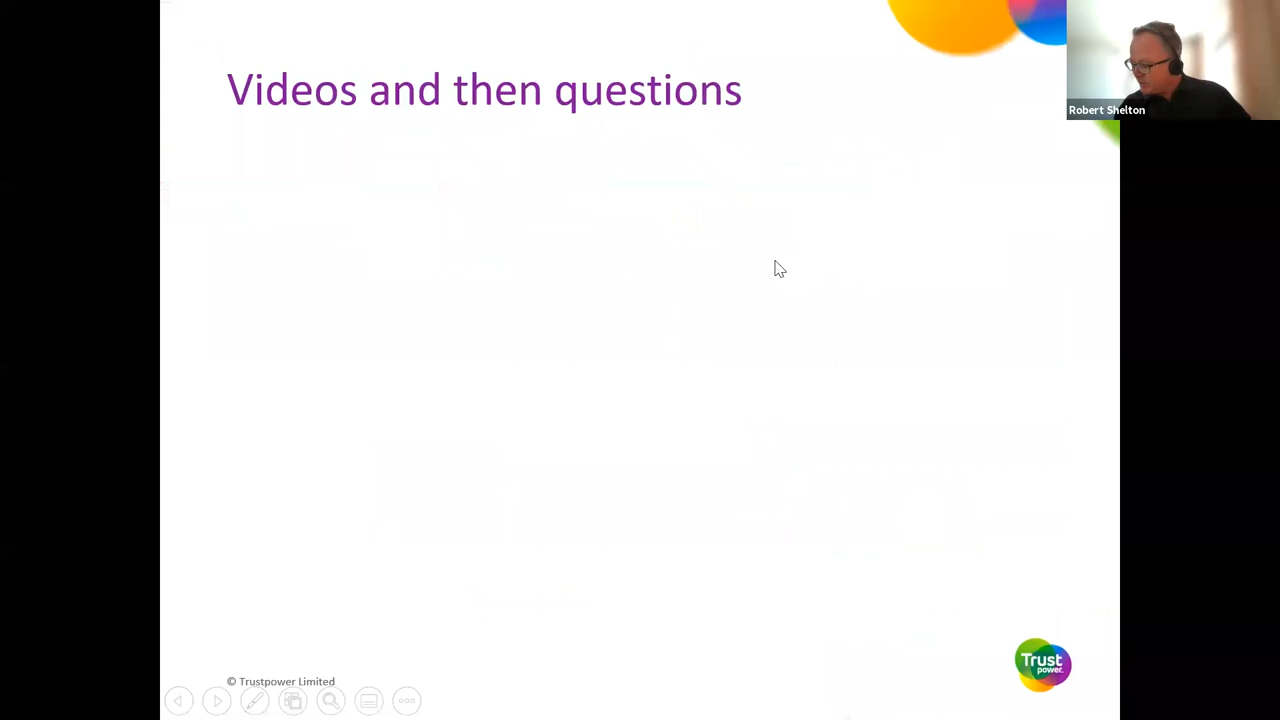 Videos and then questions
Robert Shelton
Trust
power.
© Trustpower Limited